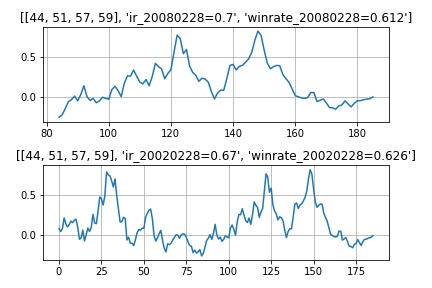 [[44, 51, 57, 59], 'ir_20080228=0.7', 'winrate_20080228=0.612']
0.5
0.0
80 100 120 140 160 180
[[44, 51, 57, 59], 'ir_20020228=0.67', 'winrate_20020228=0.626']
0.5
0.0
0 25 50 75 100 125 150 175